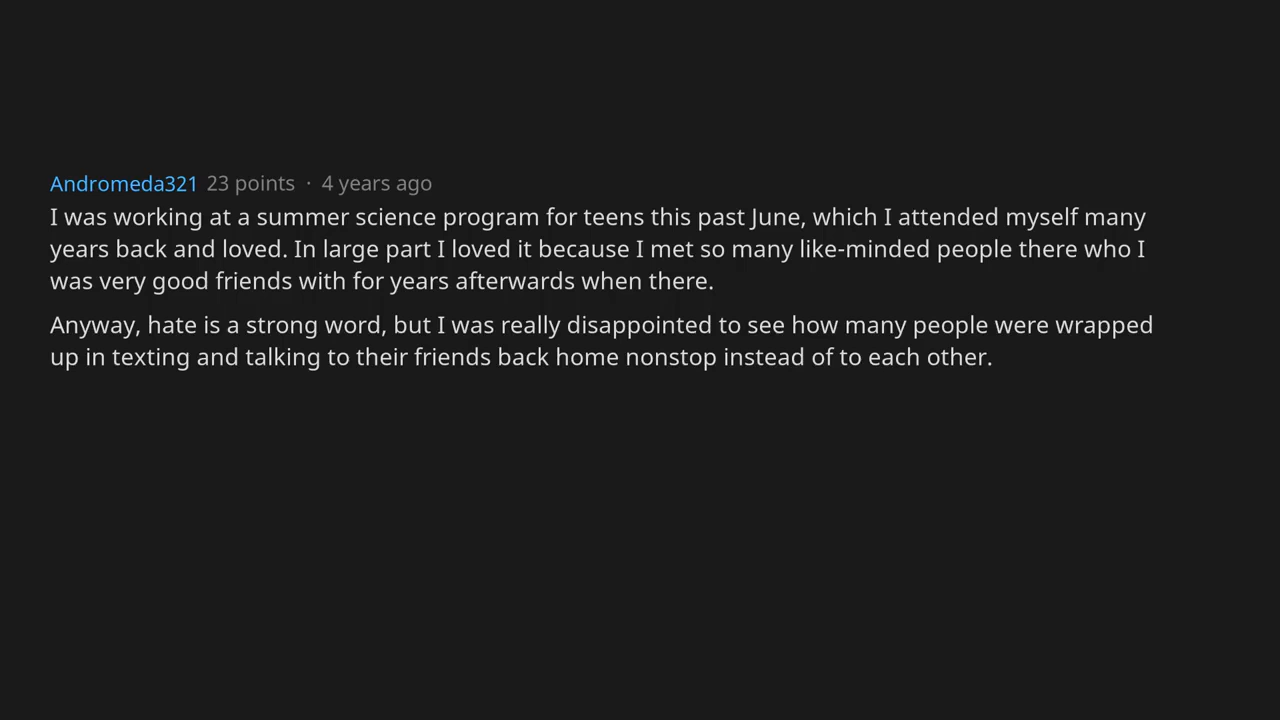 Andromeda321 23 points · 4 years ago
I was working at a summer science program for teens this past June, which I attended myself many
years back and loved. In large part I loved it because I met so many like-minded people there who I
was very good friends with for years afterwards when there.
Anyway, hate is a strong word, but I was really disappointed to see how many people were wrapped
up in texting and talking to their friends back home nonstop instead of to each other.